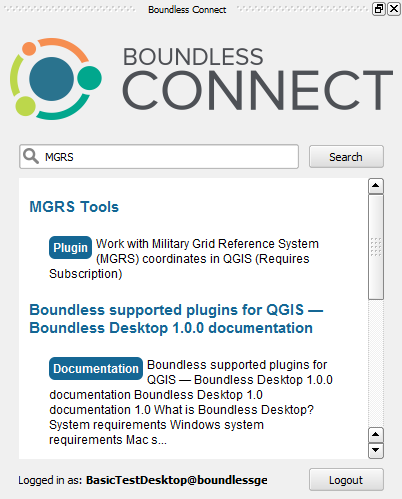 Boundless Connect
BOUNDLESS
CONNECT
MGRS
Search
MGRS Tools
Plugin Work with Military Grid Reference System
(MGRS) coordinates in QGIS (Requires
Subscription)
Boundless supported plugins for QGIS —
Boundless Desktop 1.0.0 documentation
Documentation Boundless supported plugins for
QGIS — Boundless Desktop 1.0.0
documentation Boundless Desktop 1.0
documentation 1.0 What is Boundless Desktop?
System requirements Windows system
requirements Mac s...
Logged in as: BasicTestDesktop@boundlessge
Logout